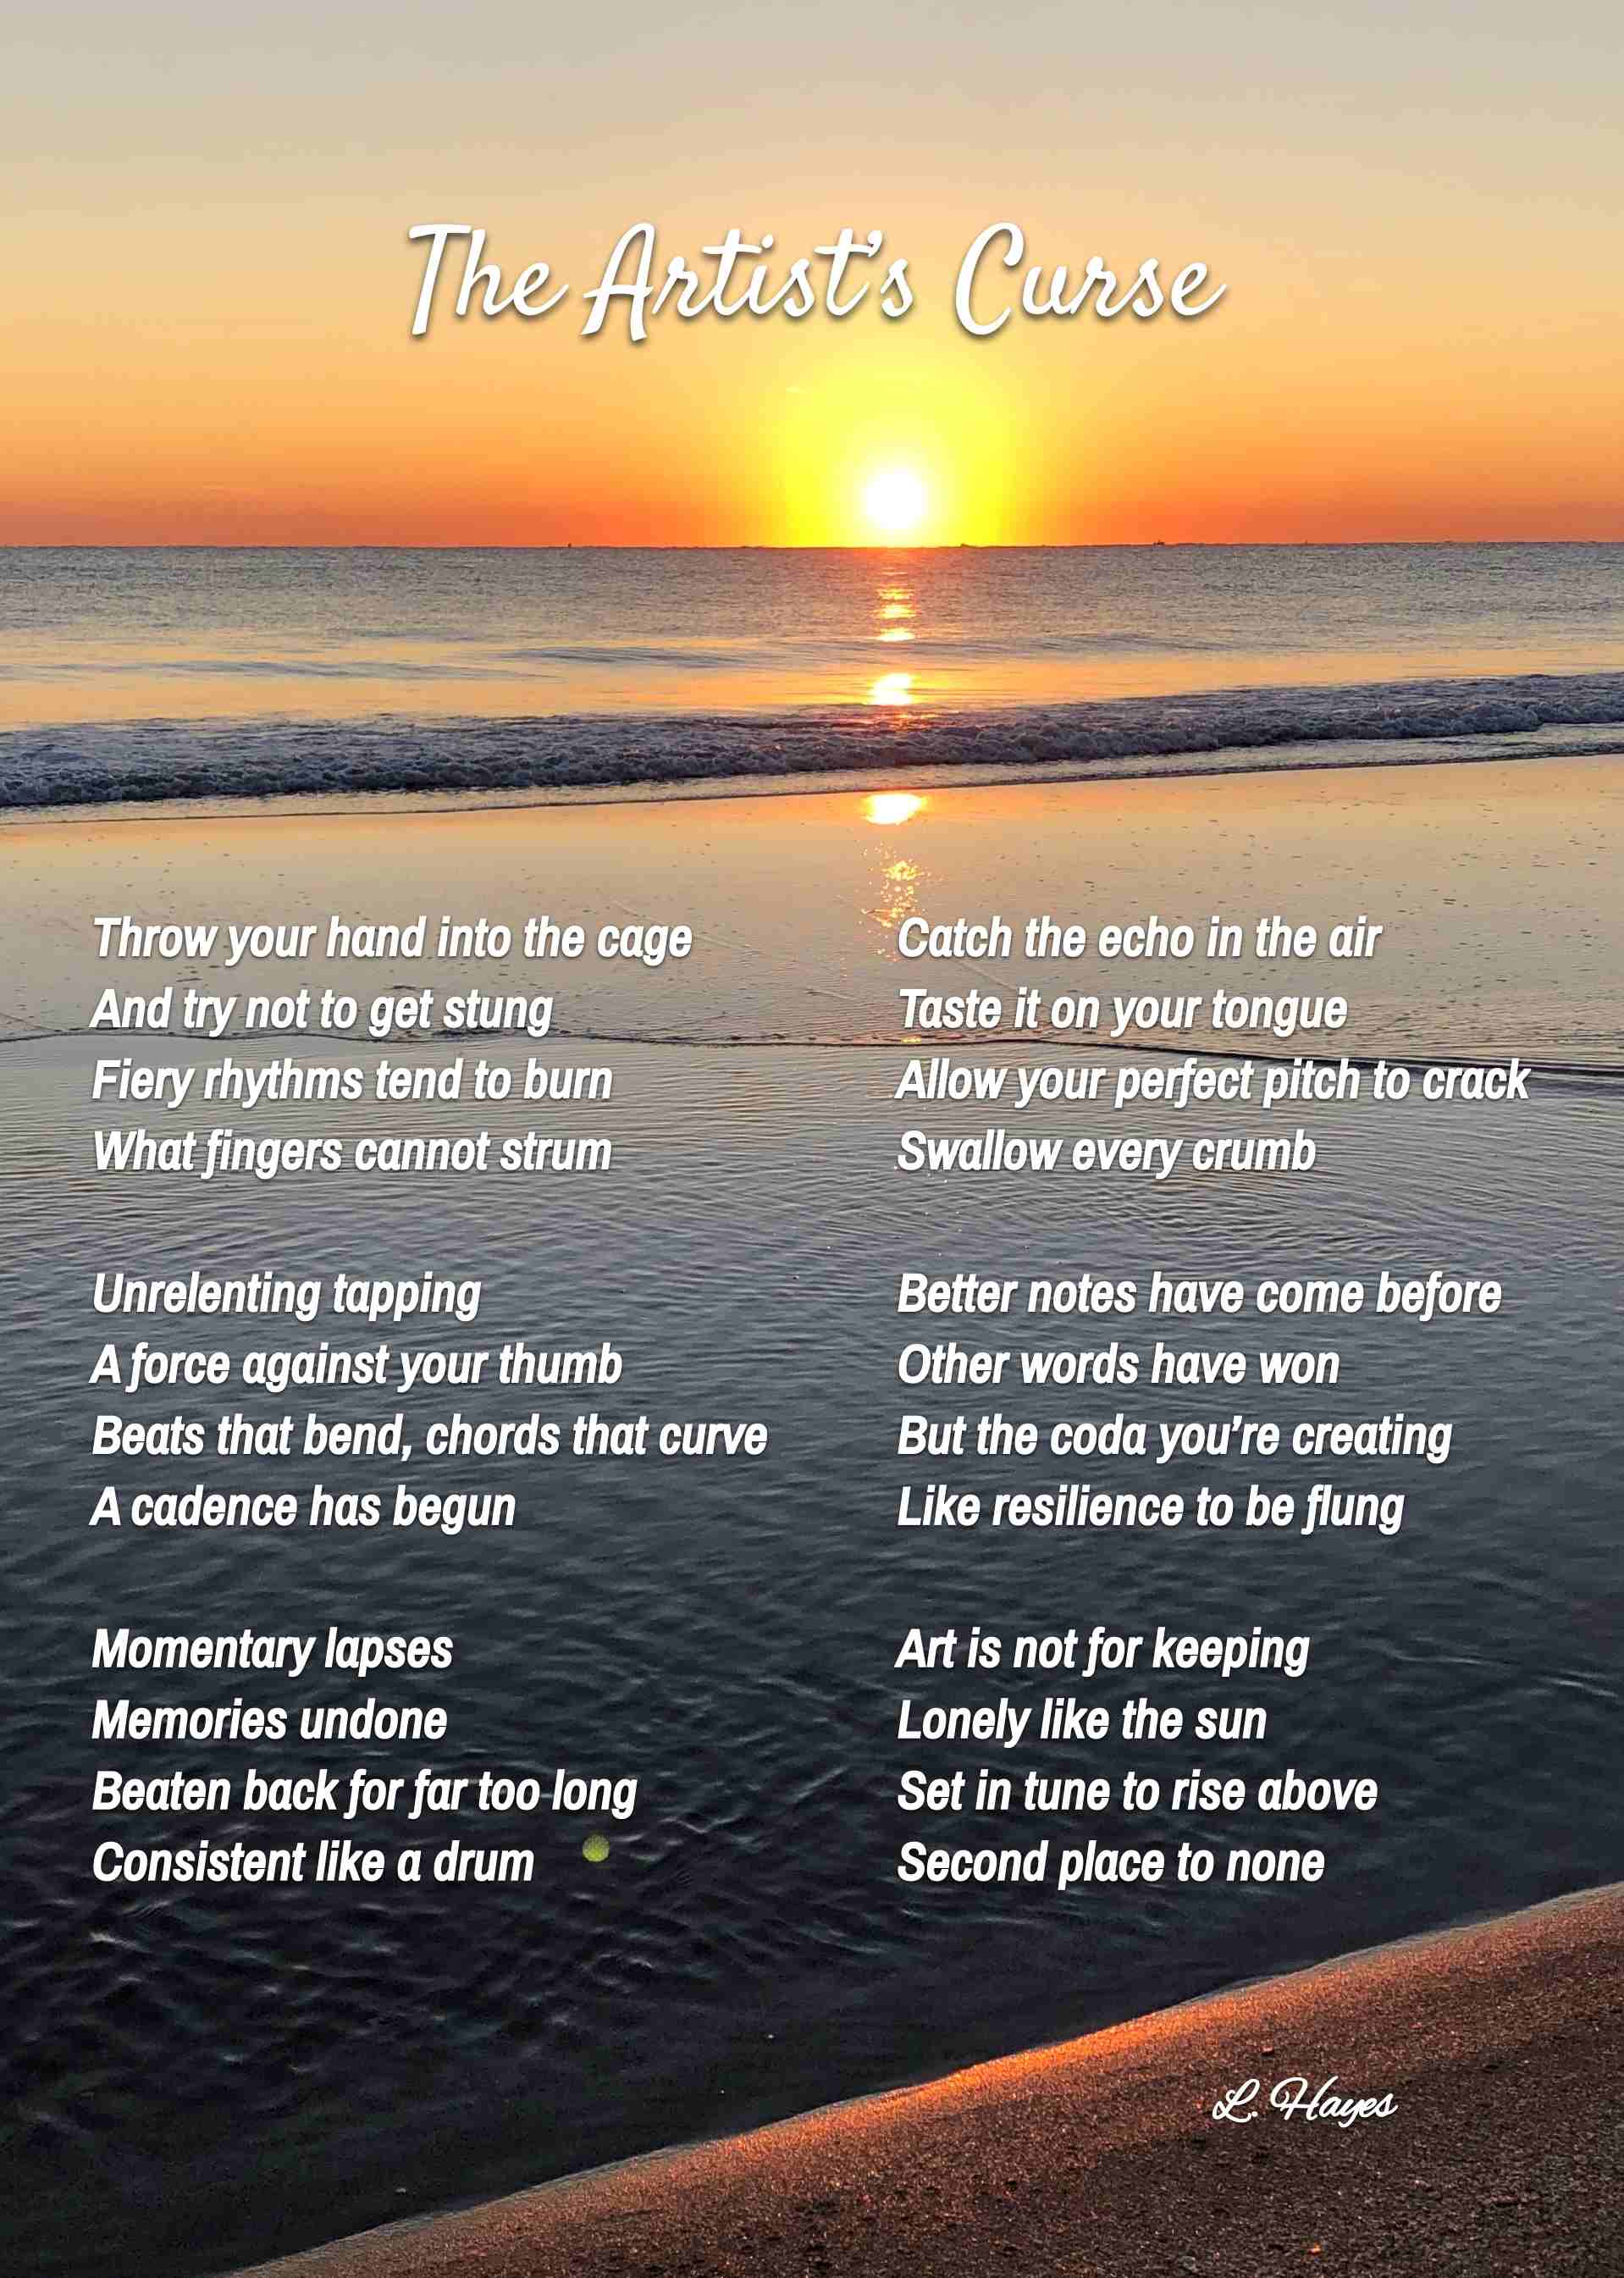 The Artist's Curse
Throw your hand into the cage
And try not to get stung
Fiery rhythms tend to burn
What fingers cannot strum
Unrelenting tapping
A force against your thumb
Beats that bend, chords that curve
A cadence has begun
Momentary lapses
Memories undone
Beaten back for far too long
Consistent like a drum
Catch the echo in the air
Taste it on your tongue
Allow your perfect pitch to crack
Swallow every crumb
Better notes have come before
Other words have won
But the coda you’re creating
Like resilience to be flung
Art is not for keeping
Lonely like the sun
Set in tune to rise above
Second place to none
L. Hayes